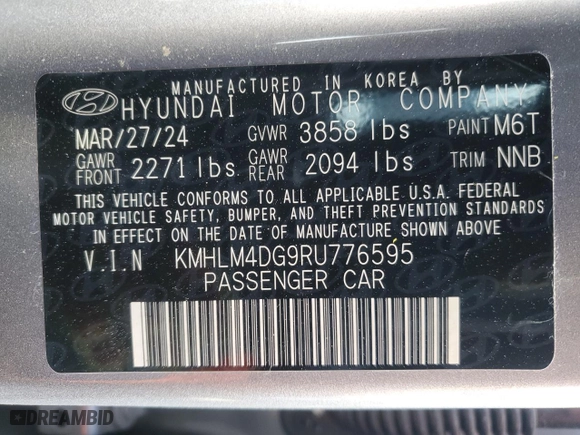 MANUFACTURED IN KOREA BY
HYUNDAI MOTOR COMPANY
MAR/27/24 GVWR 3858 lbs PAINT M6T
GAWR FRONT 2271 lbs GAWR REAR 2094 lbs TRIM NNB
THIS VEHICLE CONFORMS TO ALL APPLICABLE U.S.A. FEDERAL
MOTOR VEHICLE SAFETY, BUMPER, AND THEFT PREVENTION STANDARDS
IN EFFECT ON THE DATE OF MANUFACTURE SHOWN ABOVE
V.I.N KMHLM4DG9RU776595
PASSENGER CAR
DREAMBID